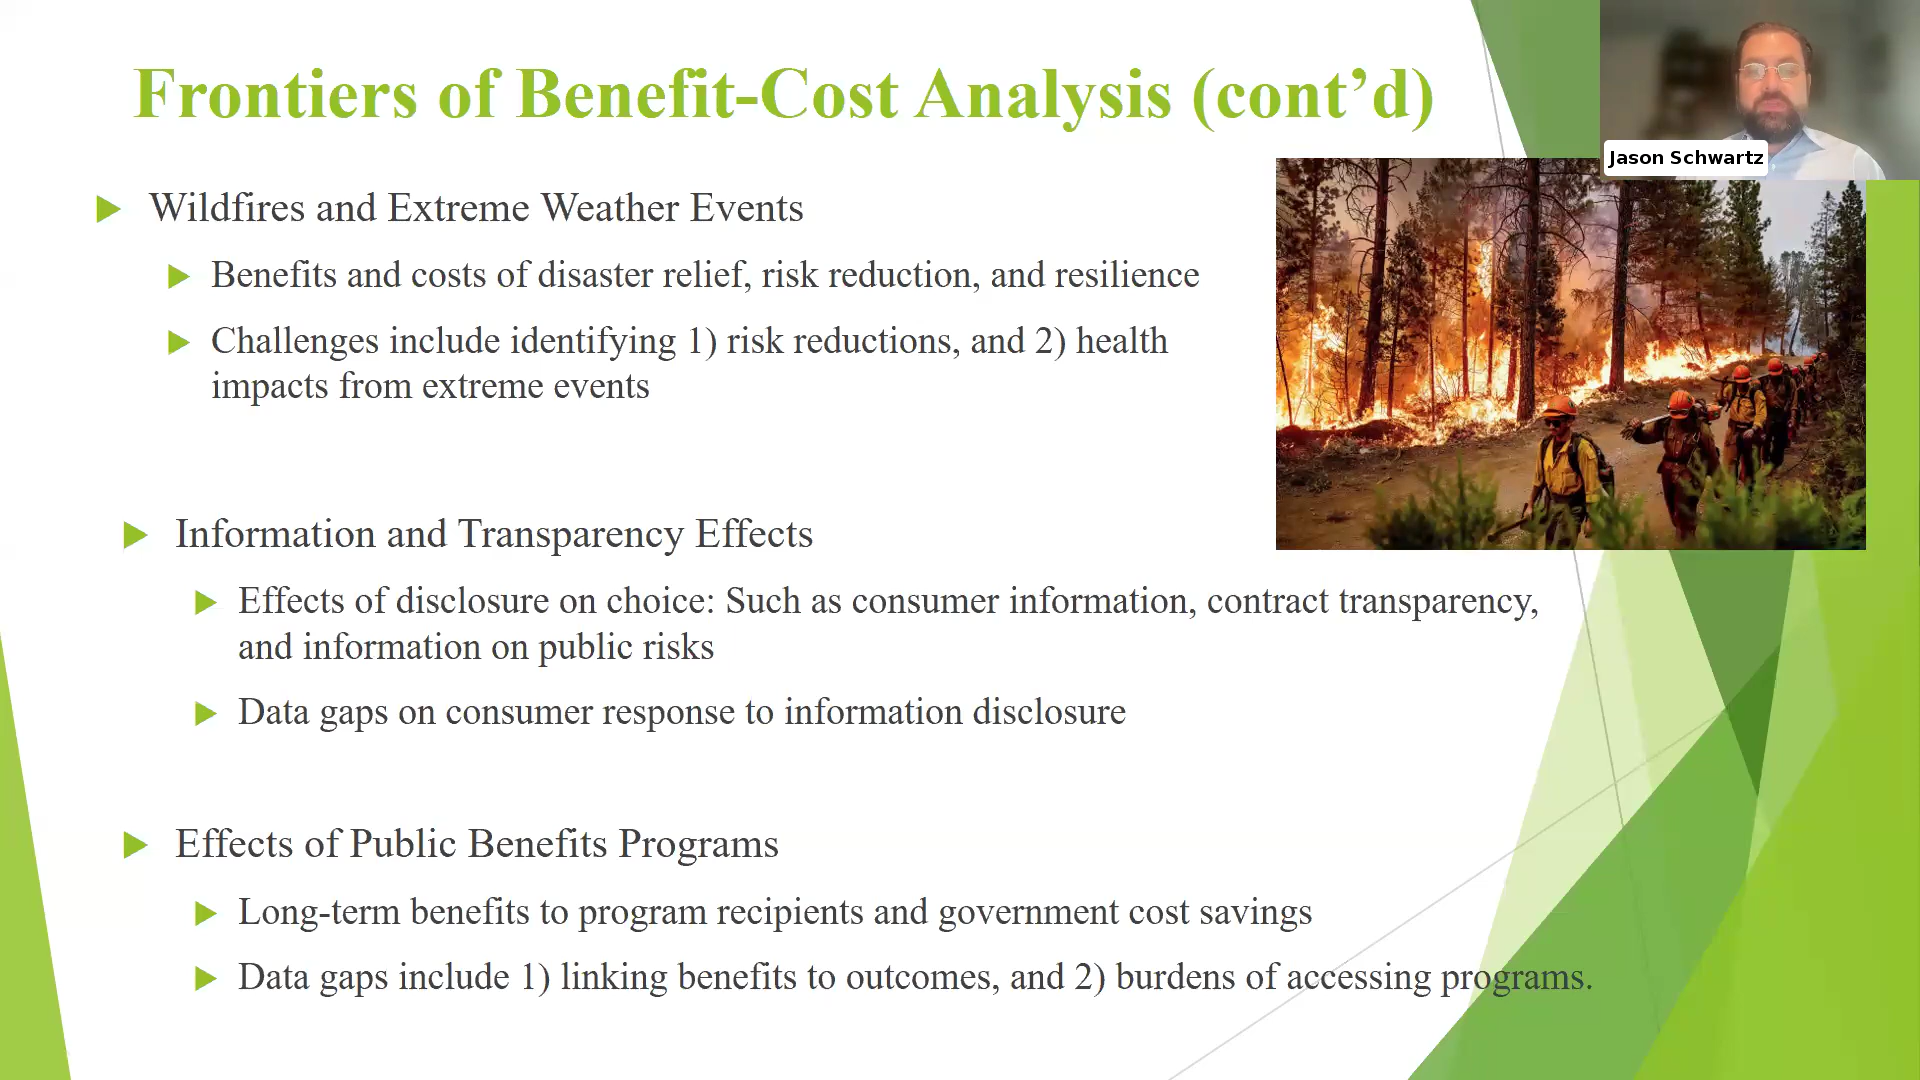 Frontiers of Benefit-Cost Analysis (cont’d)
Jason Schwartz
Wildfires and Extreme Weather Events
Benefits and costs of disaster relief, risk reduction, and resilience
Challenges include identifying 1) risk reductions, and 2) health
impacts from extreme events
Information and Transparency Effects
Effects of disclosure on choice: Such as consumer information, contract transparency,
and information on public risks
Data gaps on consumer response to information disclosure
Effects of Public Benefits Programs
Long-term benefits to program recipients and government cost savings
Data gaps include 1) linking benefits to outcomes, and 2) burdens of accessing programs.